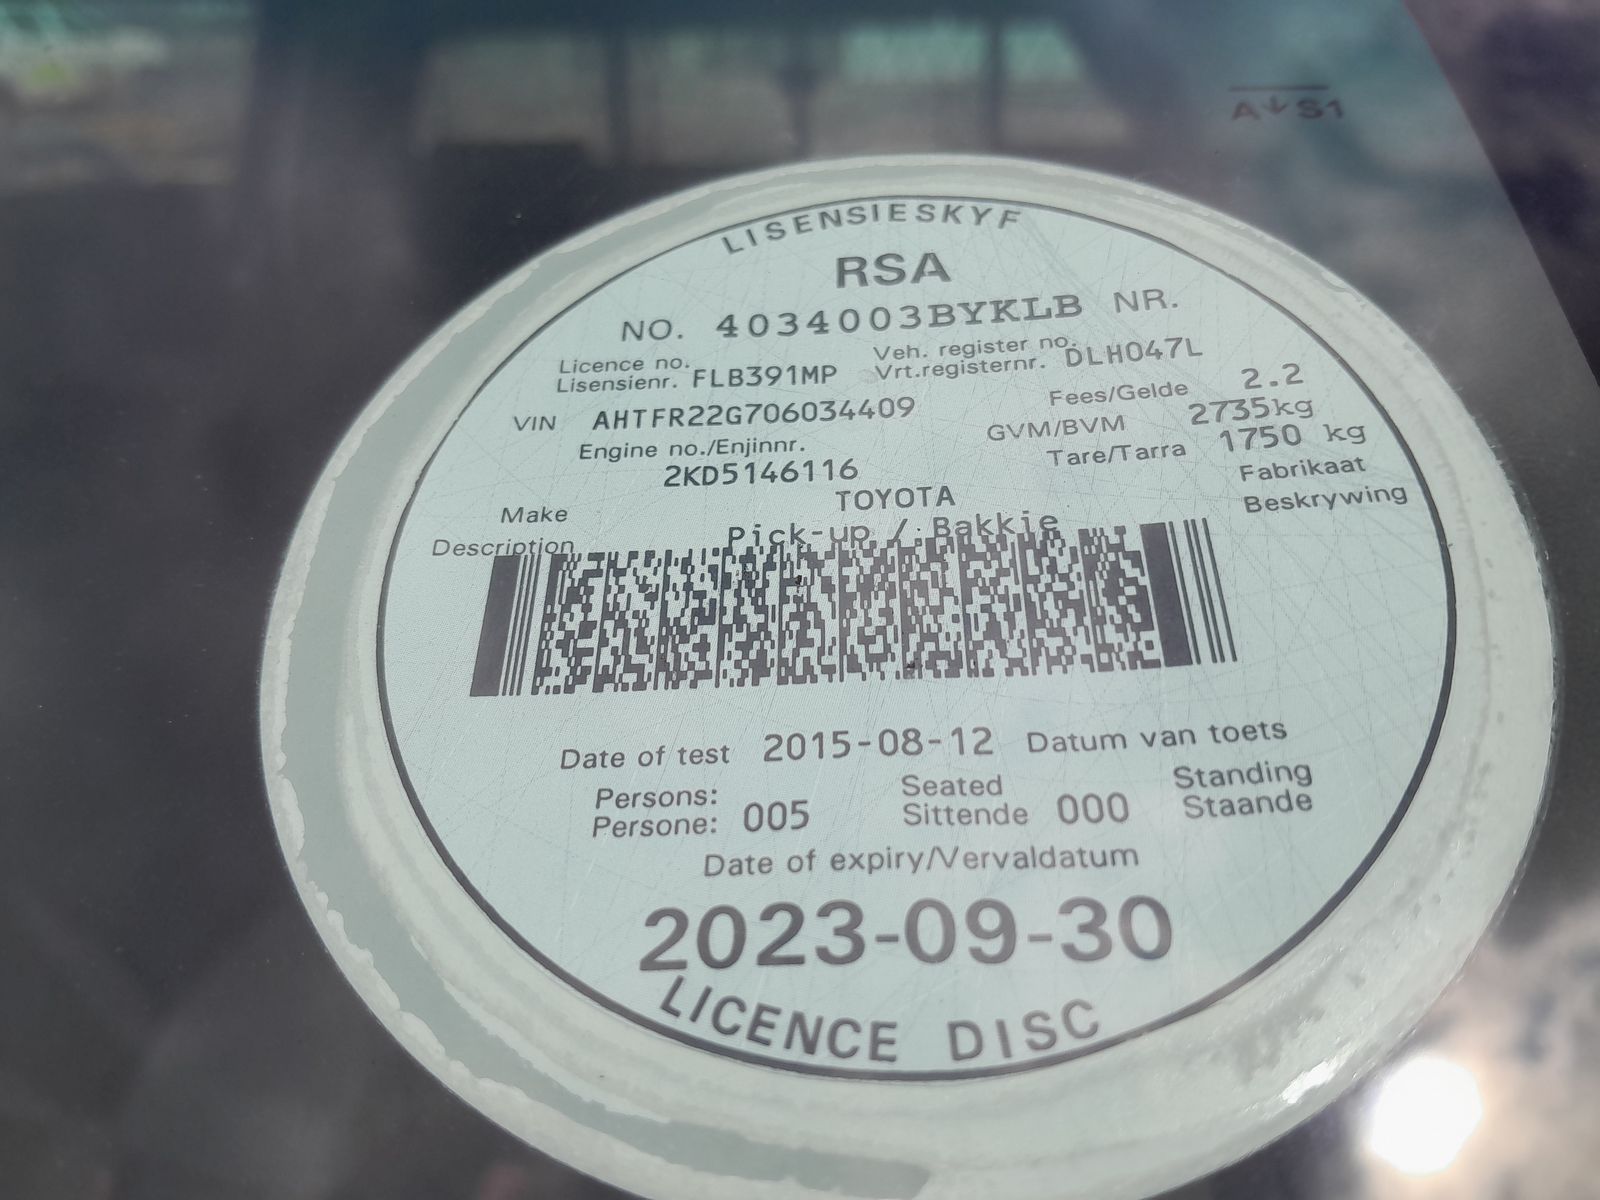 A↓S1
LISENSIESKYF
RSA
NO. 4034003BYKLB NR.
Licence no. Veh. register no.
Lisensienr. FLB391MP Vrt.registernr. DLH047L
VIN AHTFR22G706034409 Fees/Gelde 2.2
Engine no./Enjinnr. GVM/BVM 2735kg
2KD5146116 Tare/Tarra 1750 kg
Make TOYOTA Fabrikaat
Description Pick-up / Bakkie Beskrywing
Date of test 2015-08-12 Datum van toets
Persons: Seated Standing
Persone: 005 Sittende 000 Staande
Date of expiry/Vervaldatum
2023-09-30
LICENCE DISC